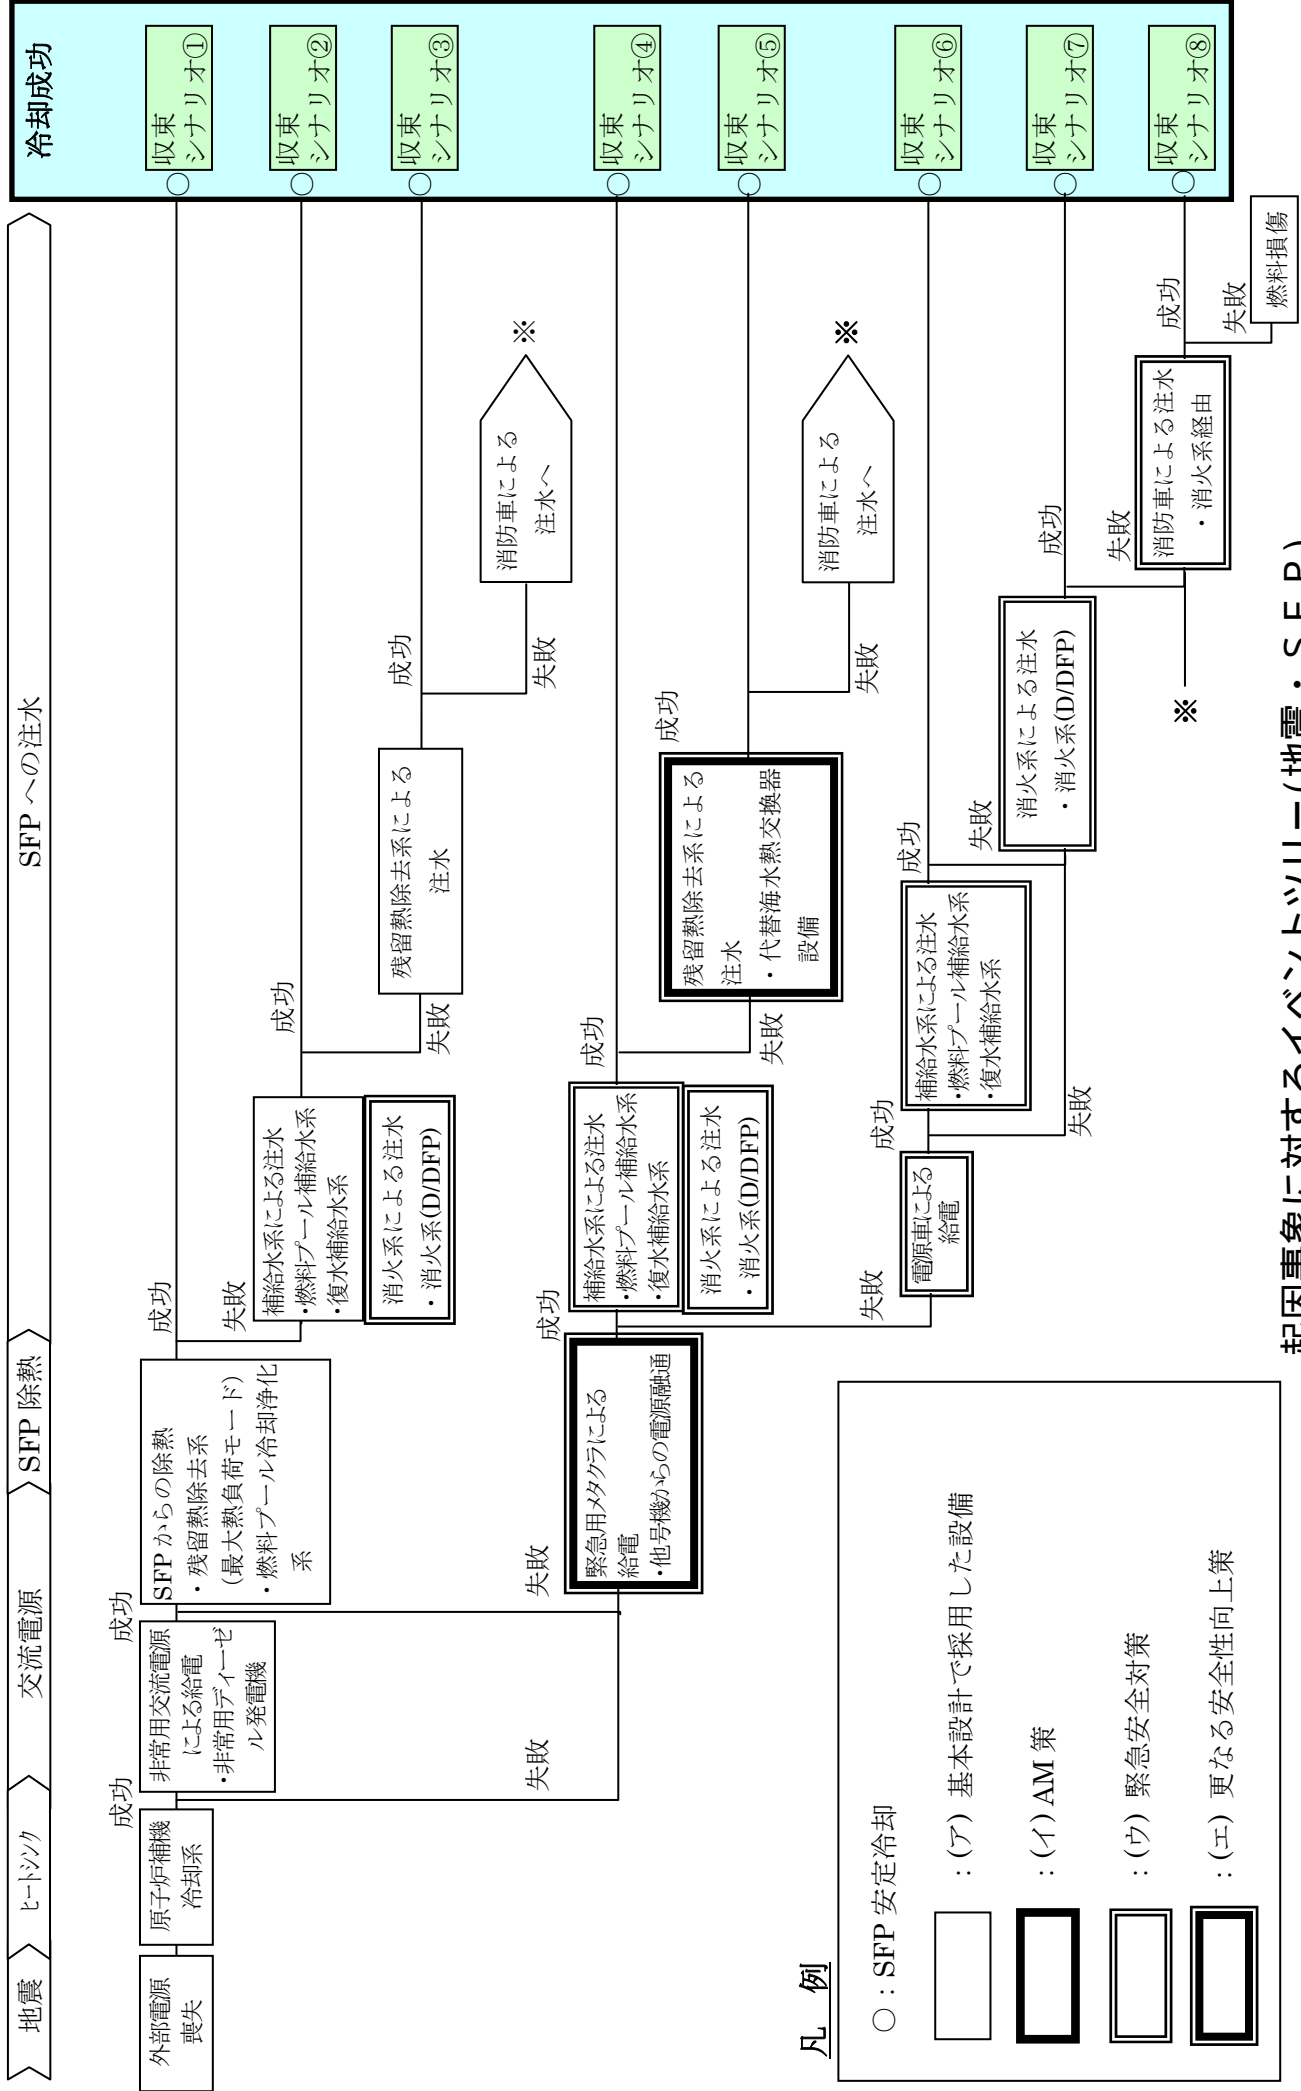 地震
ヒートシンク
交流電源
SFP 除熱
SFP への注水
冷却成功
外部電源
喪失
原子炉補機
冷却系
成功
失敗
非常用交流電源
による給電
・非常用ディーゼ
ル発電機
成功
失敗
SFP からの除熱
・残留熱除去系
(最大熱負荷モード)
・燃料プール冷却浄化
系
成功
失敗
○
収束
シナリオ①
補給水系による注水
・燃料プール補給水系
・復水補給水系
消火系による注水
・消火系(D/DFP)
成功
失敗
○
収束
シナリオ②
残留熱除去系による
注水
成功
失敗
○
収束
シナリオ③
消防車による
注水へ
※
緊急用メタクラによる
給電
・他号機からの電源融通
成功
失敗
補給水系による注水
・燃料プール補給水系
・復水補給水系
消火系による注水
・消火系(D/DFP)
成功
失敗
○
収束
シナリオ④
残留熱除去系による
注水
・代替海水熱交換器
設備
成功
失敗
○
収束
シナリオ⑤
消防車による
注水へ
※
電源車による
給電
成功
失敗
補給水系による注水
・燃料プール補給水系
・復水補給水系
成功
失敗
○
収束
シナリオ⑥
消火系による注水
・消火系(D/DFP)
成功
失敗
○
収束
シナリオ⑦
※
消防車による注水
・消火系経由
成功
失敗
○
収束
シナリオ⑧
燃料損傷
凡 例
○ : SFP 安定冷却
: (ア) 基本設計で採用した設備
: (イ) AM 策
: (ウ) 緊急安全対策
: (エ) 更なる安全性向上策
起因事象に対するイベントツリー(地震・ＳＦＰ)